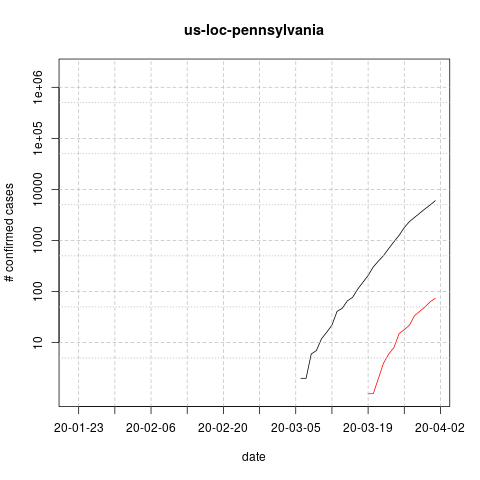 us-loc-pennsylvania
# confirmed cases
1e+06
1e+05
10000
1000
100
10
20-01-23 20-02-06 20-02-20 20-03-05 20-03-19 20-04-02
date